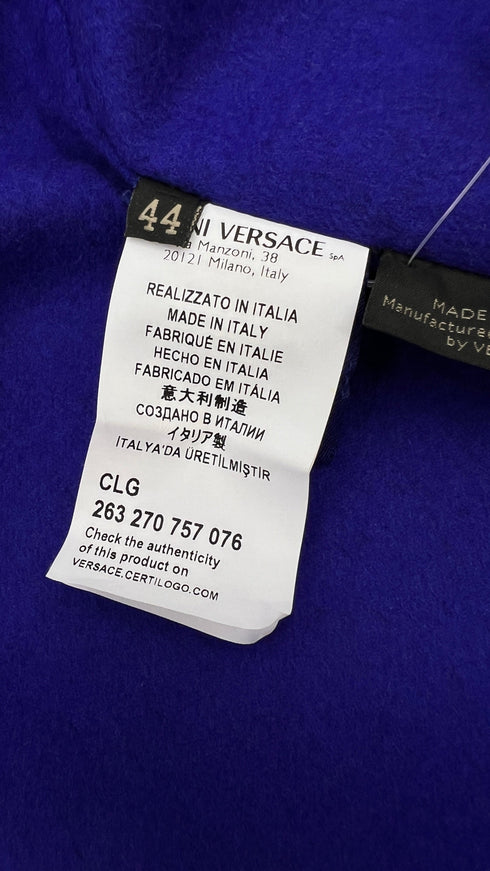 44
NI VERSACE SpA
Manzoni, 38
20121 Milano, Italy
REALIZZATO IN ITALIA
MADE IN ITALY
FABRIQUÉ EN ITALIE
HECHO EN ITALIA
FABRICADO EM ITÁLIA
意大利制造
СОЗДАНО В ИТАЛИИ
イタリア製
İTALYA'DA ÜRETİLMİŞTİR
CLG
263 270 757 076
Check the authenticity
of this product on
VERSACE.CERTILOGO.COM
MADE
Manufactured
by VE